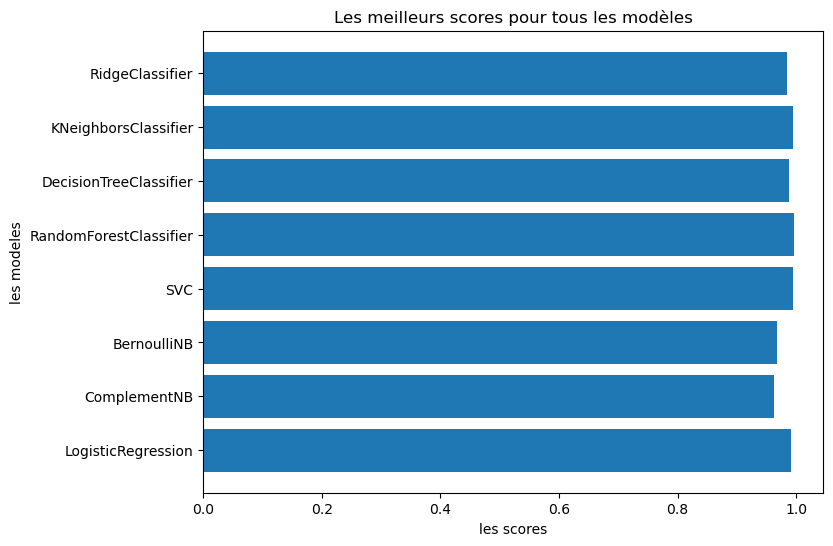 Les meilleurs scores pour tous les modèles
RidgeClassifier
KNeighborsClassifier
DecisionTreeClassifier
RandomForestClassifier
SVC
BernoulliNB
ComplementNB
LogisticRegression
les modeles
0.0 0.2 0.4 0.6 0.8 1.0
les scores